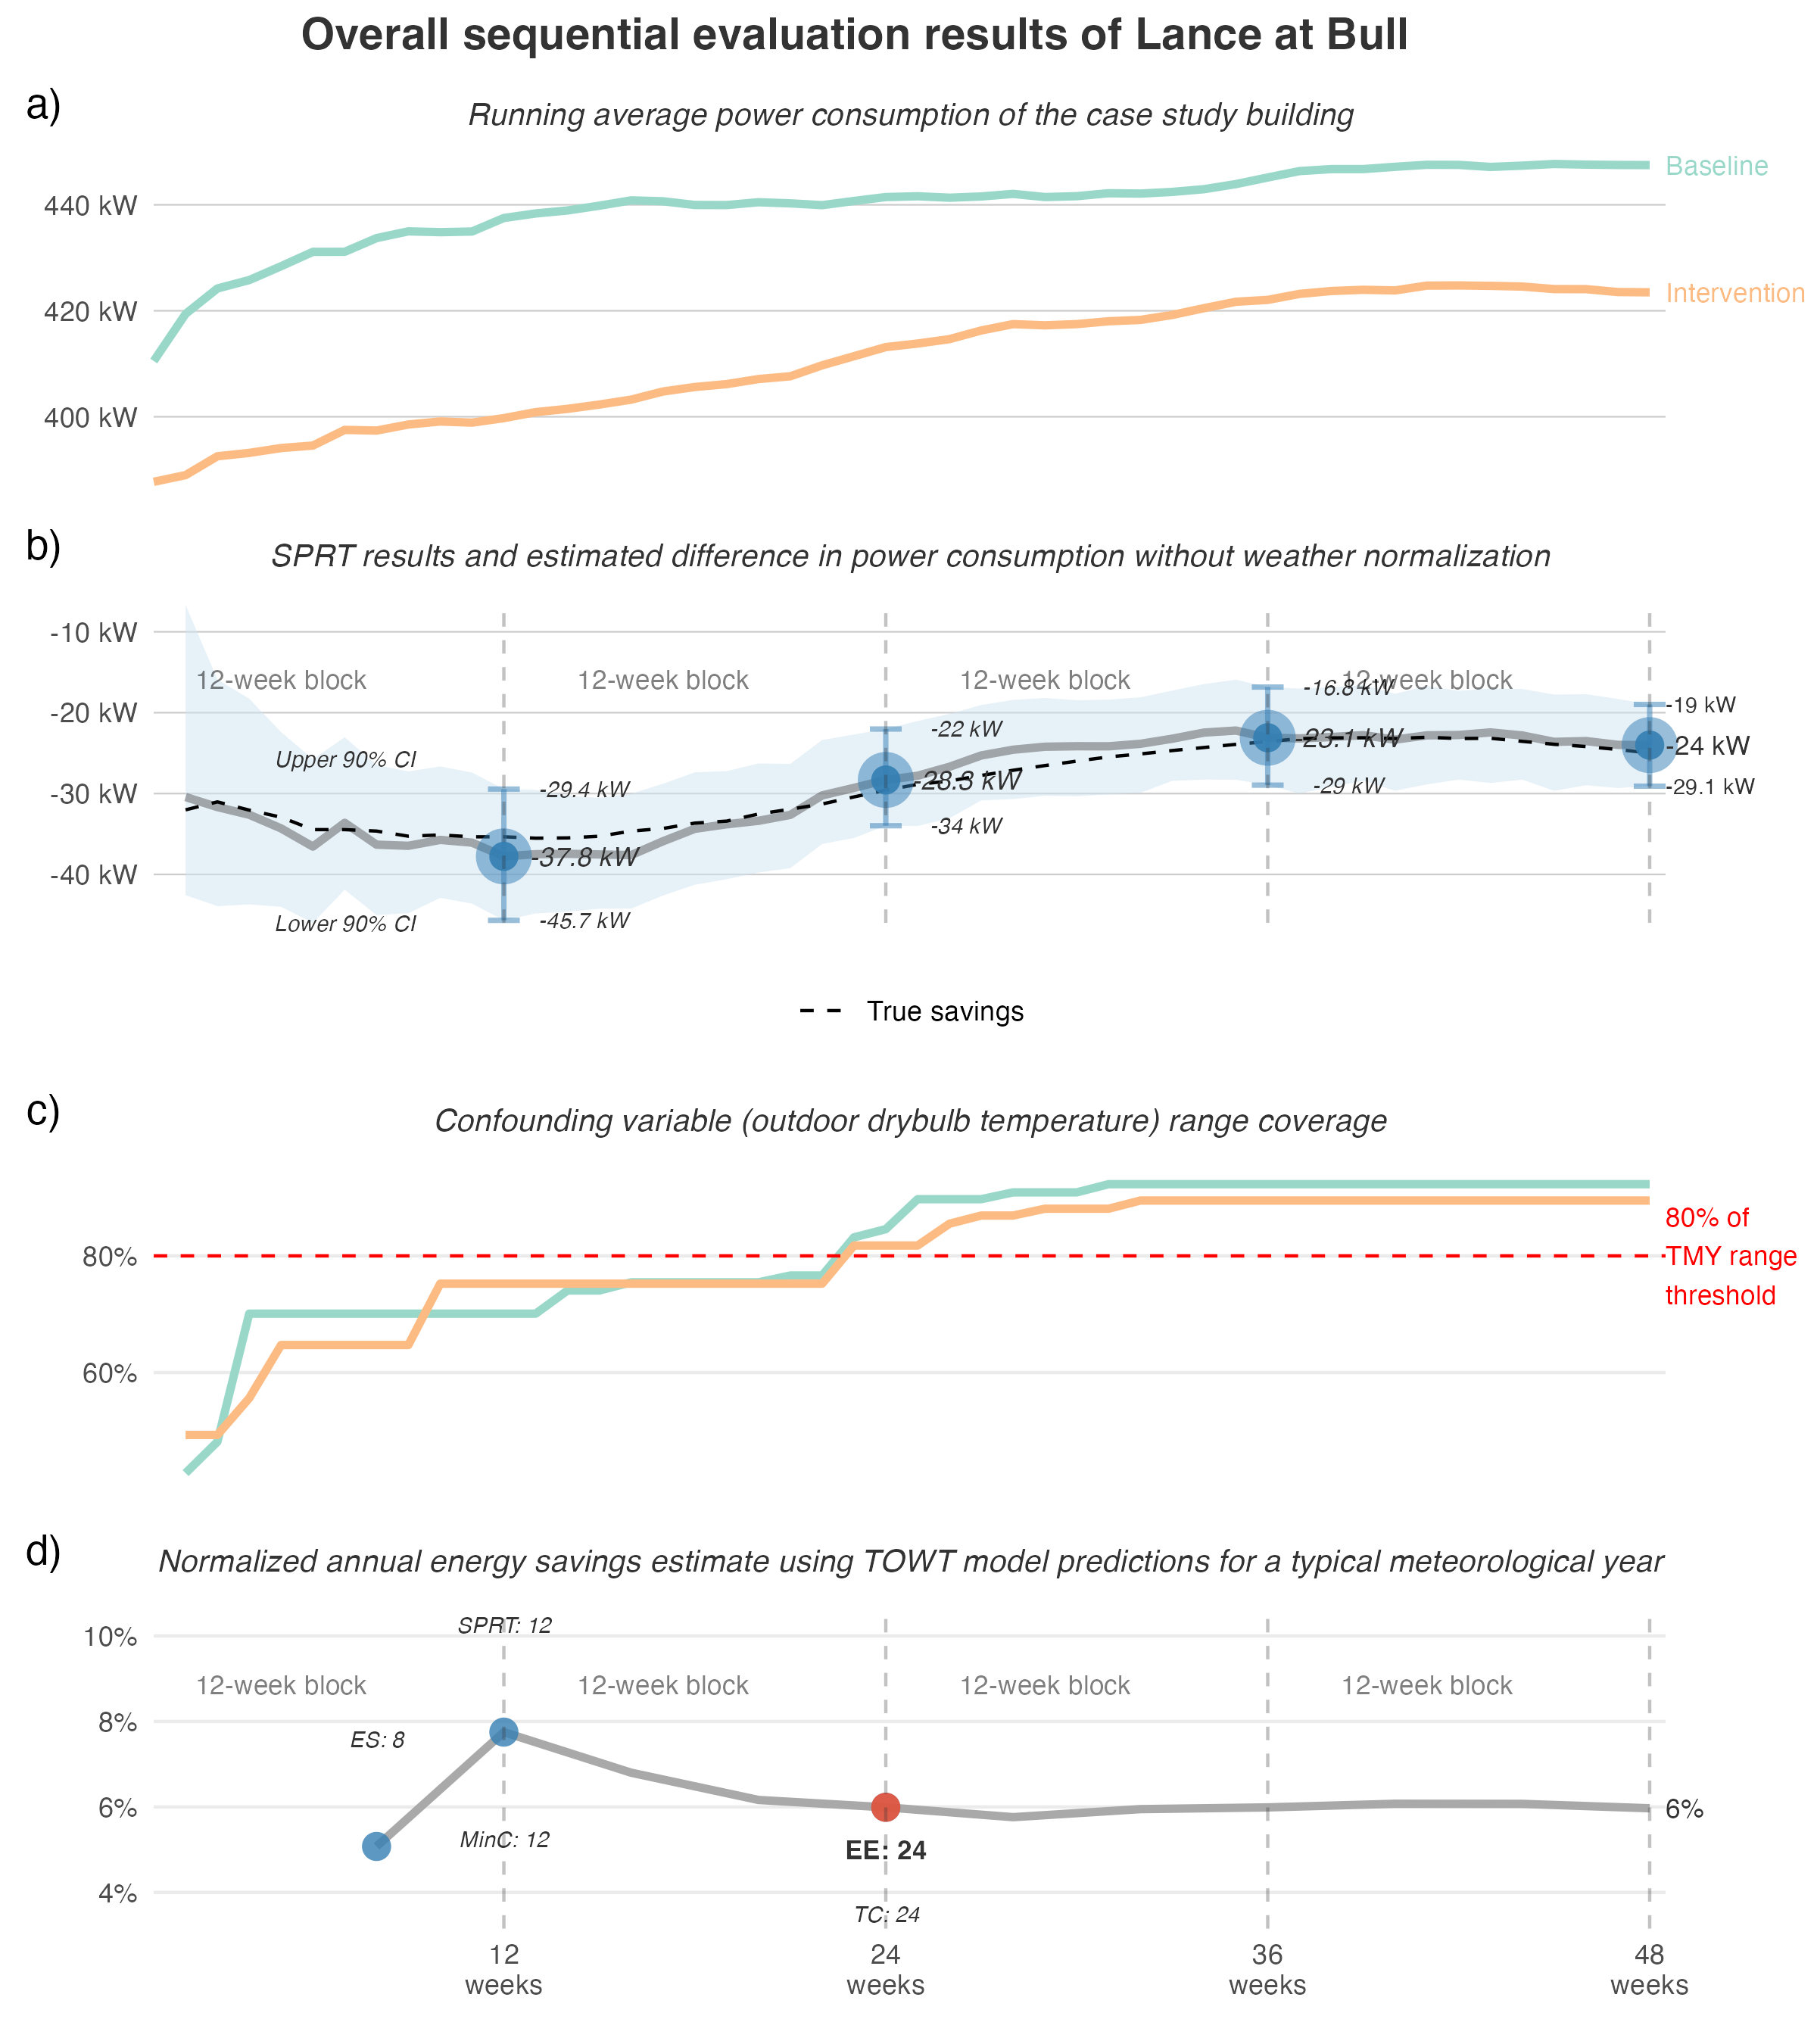 Overall sequential evaluation results of Lance at Bull
a)
Running average power consumption of the case study building
Baseline
440 kW
Intervention
420 kW
400 kW
b)
SPRT results and estimated difference in power consumption without weather normalization
-10 kW
12-week block
12-week block
12-week block
12-week block
-16.8 kW
-19 kW
-20 kW
-22 kW
-23.1 kW
-24 kW
Upper 90% CI
-28.3 kW
-29.4 kW
-29 kW
-29.1 kW
-30 kW
-34 kW
-37.8 kW
-40 kW
Lower 90% CI
-45.7 kW
True savings
c)
Confounding variable (outdoor drybulb temperature) range coverage
80% of
TMY range
threshold
80%
60%
d)
Normalized annual energy savings estimate using TOWT model predictions for a typical meteorological year
SPRT: 12
10%
12-week block
12-week block
12-week block
12-week block
8%
ES: 8
6%
6%
MinC: 12
EE: 24
4%
TC: 24
12
weeks
24
weeks
36
weeks
48
weeks